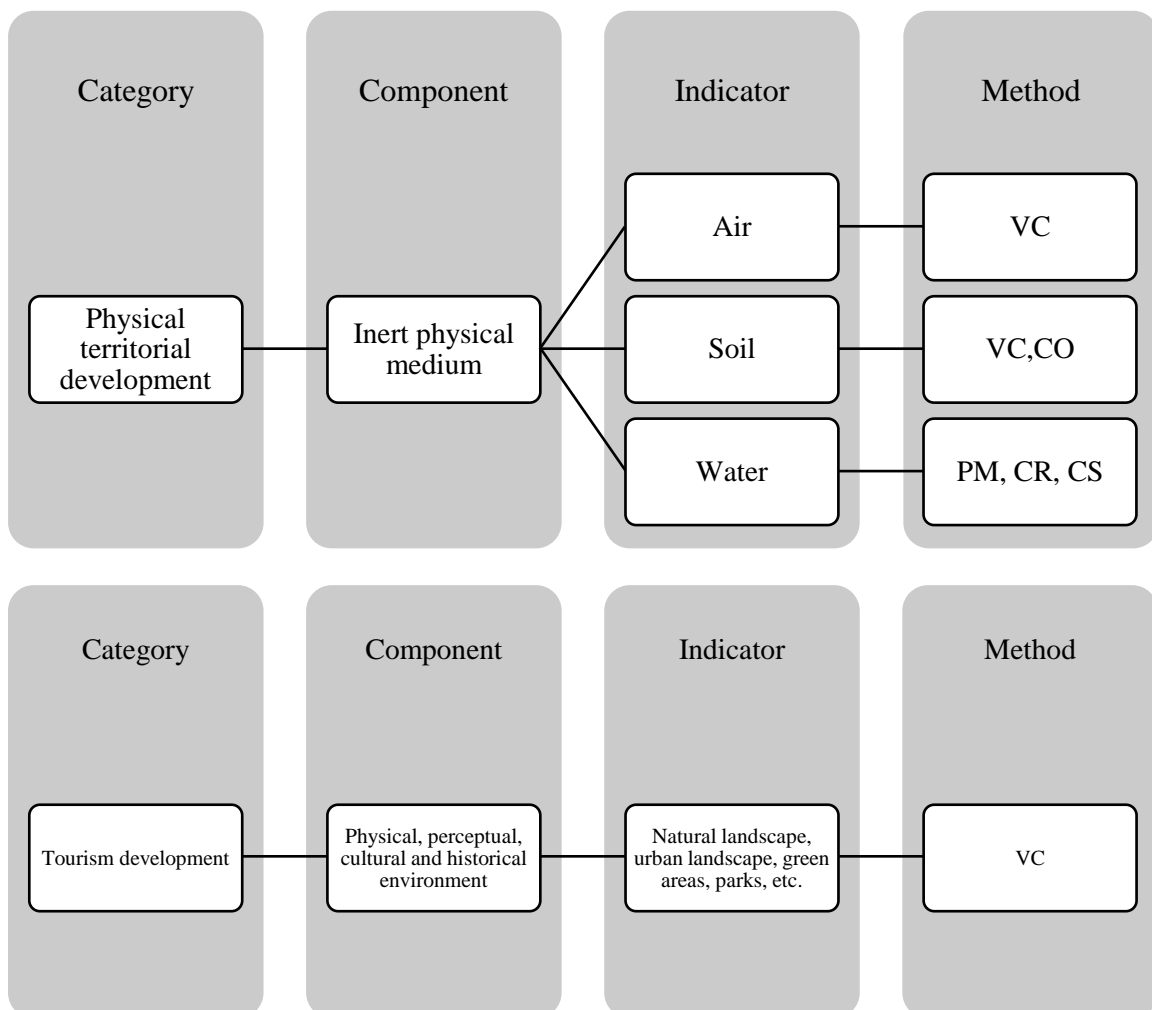 Category
Component
Indicator
Method
Physical
territorial
development
Inert physical
medium
Air
VC
Soil
VC,CO
Water
PM, CR, CS
Category
Component
Indicator
Method
Tourism development
Physical, perceptual,
cultural and historical
environment
Natural landscape,
urban landscape, green
areas, parks, etc.
VC